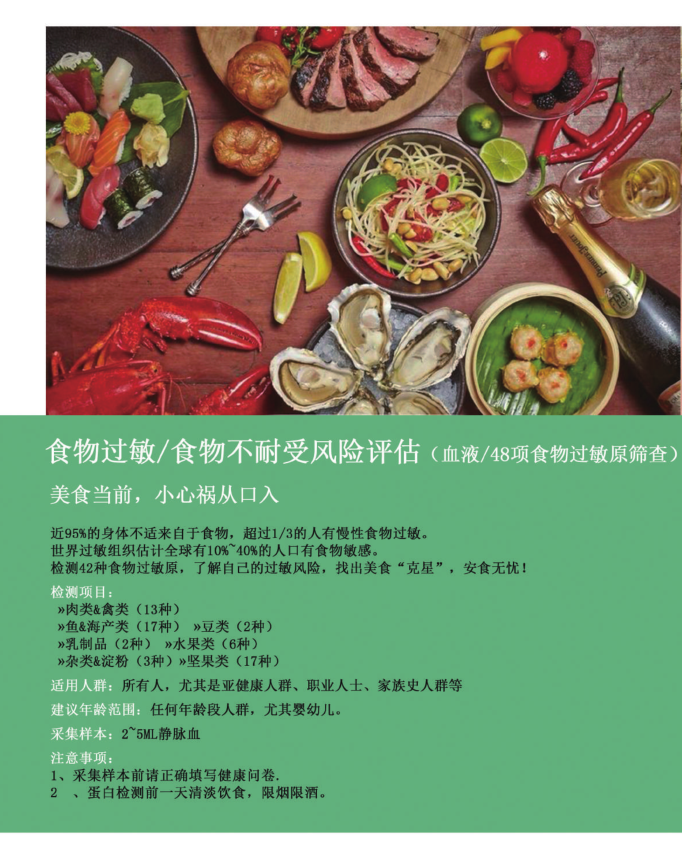 食物过敏/食物不耐受风险评估（血液/48项食物过敏原筛查）
美食当前，小心祸从口入
近95%的身体不适来自于食物，超过1/3的人有慢性食物过敏。
世界过敏组织估计全球有10%~40%的人口有食物敏感。
检测42种食物过敏原，了解自己的过敏风险，找出美食“克星”，安食无忧！
检测项目：
»肉类&禽类（13种）
»鱼&海产类（17种） »豆类（2种）
»乳制品（2种） »水果类（6种）
»杂类&淀粉（3种）»坚果类（17种）
适用人群：所有人，尤其是亚健康人群、职业人士、家族史人群等
建议年龄范围：任何年龄段人群，尤其婴幼儿。
采集样本：2~5ML静脉血
注意事项：
1、采集样本前请正确填写健康问卷.
2 、蛋白检测前一天清淡饮食，限烟限酒。